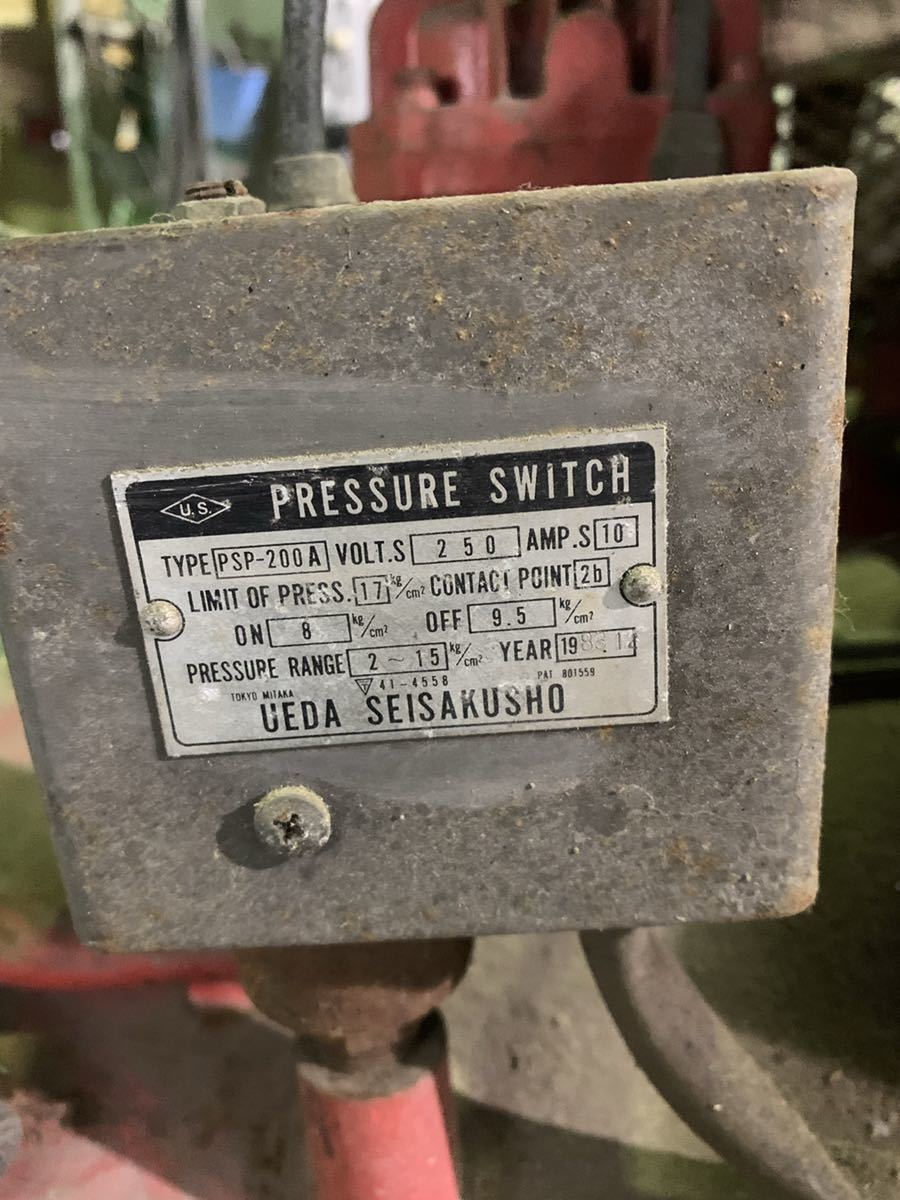 U.S. PRESSURE SWITCH
TYPE PSP-200A VOLT.S 250 AMP.S 10
LIMIT OF PRESS. 17 kg/cm² CONTACT POINT 2b
ON 8 kg/cm² OFF 9.5 kg/cm²
PRESSURE RANGE 2~15 kg/cm² YEAR 19
▽ 41-4558 PAT 801559
TOKYO MITAKA
UEDA SEISAKUSHO